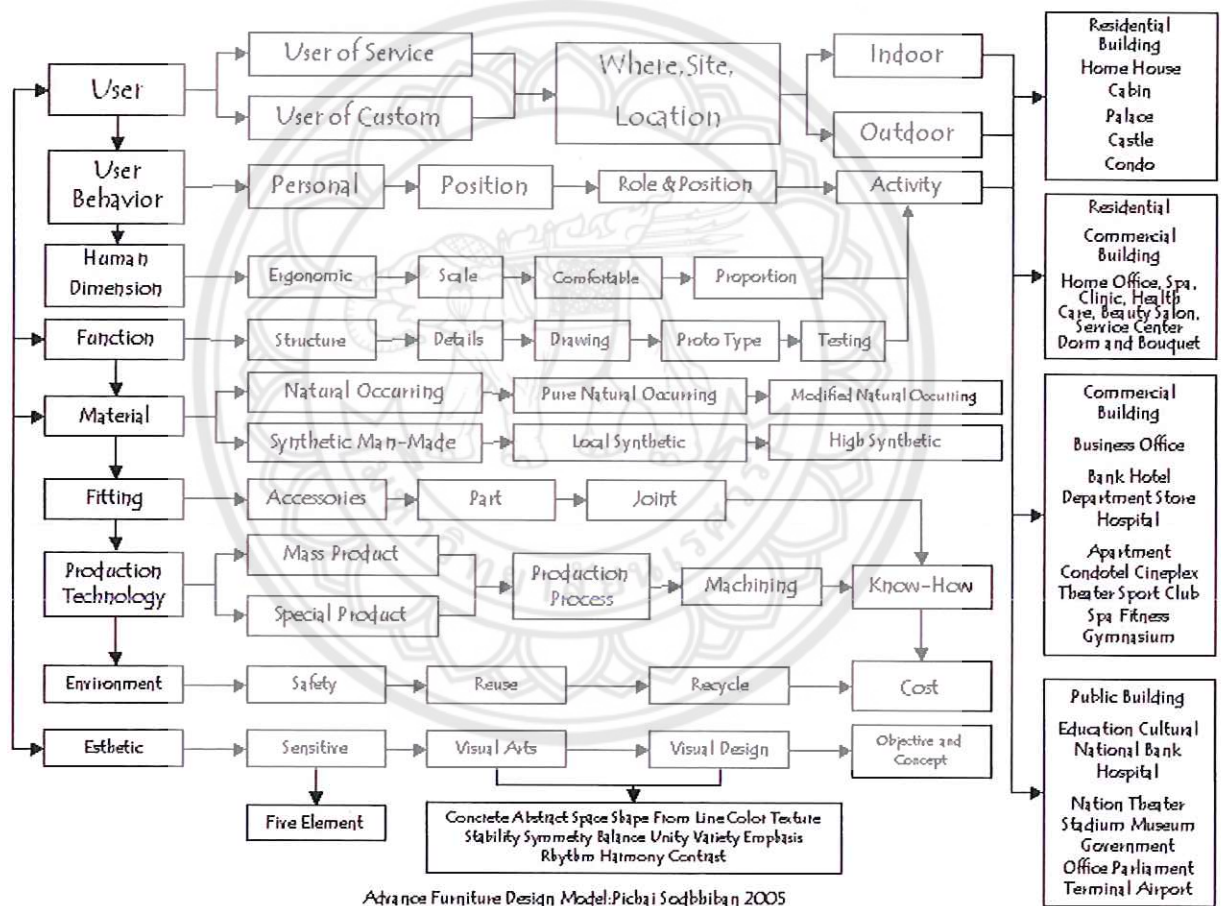 User
User of Service
User of Custom
Where, Site,
Location
Indoor
Outdoor
User
Behavior
Personal
Position
Role & Position
Activity
Human
Dimension
Ergonomic
Scale
Comfortable
Proportion
Function
Structure
Details
Drawing
Proto Type
Testing
Material
Natural Occurring
Pure Natural Occurring
Modified Natural Occurring
Synthetic Man-Made
Local Synthetic
High Synthetic
Fitting
Accessories
Part
Joint
Production
Technology
Mass Product
Special Product
Production
Process
Machining
Know-How
Environment
Safety
Reuse
Recycle
Cost
Esthetic
Sensitive
Visual Arts
Visual Design
Objective and
Concept
Five Element
Concrete Abstract Space Shape From Line Color Texture
Stability Symmetry Balance Unity Variety Emphasis
Rhythm Harmony Contrast
Residential
Building
Home House
Cabin
Palace
Castle
Condo
Residential
Commercial
Building
Home Office, Spa,
Clinic, Health
Care, Beauty Salon,
Service Center
Dorm and Bouquet
Commercial
Building
Business Office
Bank Hotel
Department Store
Hospital
Apartment
Condotel Cineplex
Theater Sport Club
Spa Fitness
Gymnasium
Public Building
Education Cultural
National Bank
Hospital
Nation Theater
Stadium Museum
Government
Office Parliament
Terminal Airport
Advance Furniture Design Model:Pichai Sodbhiban 2005